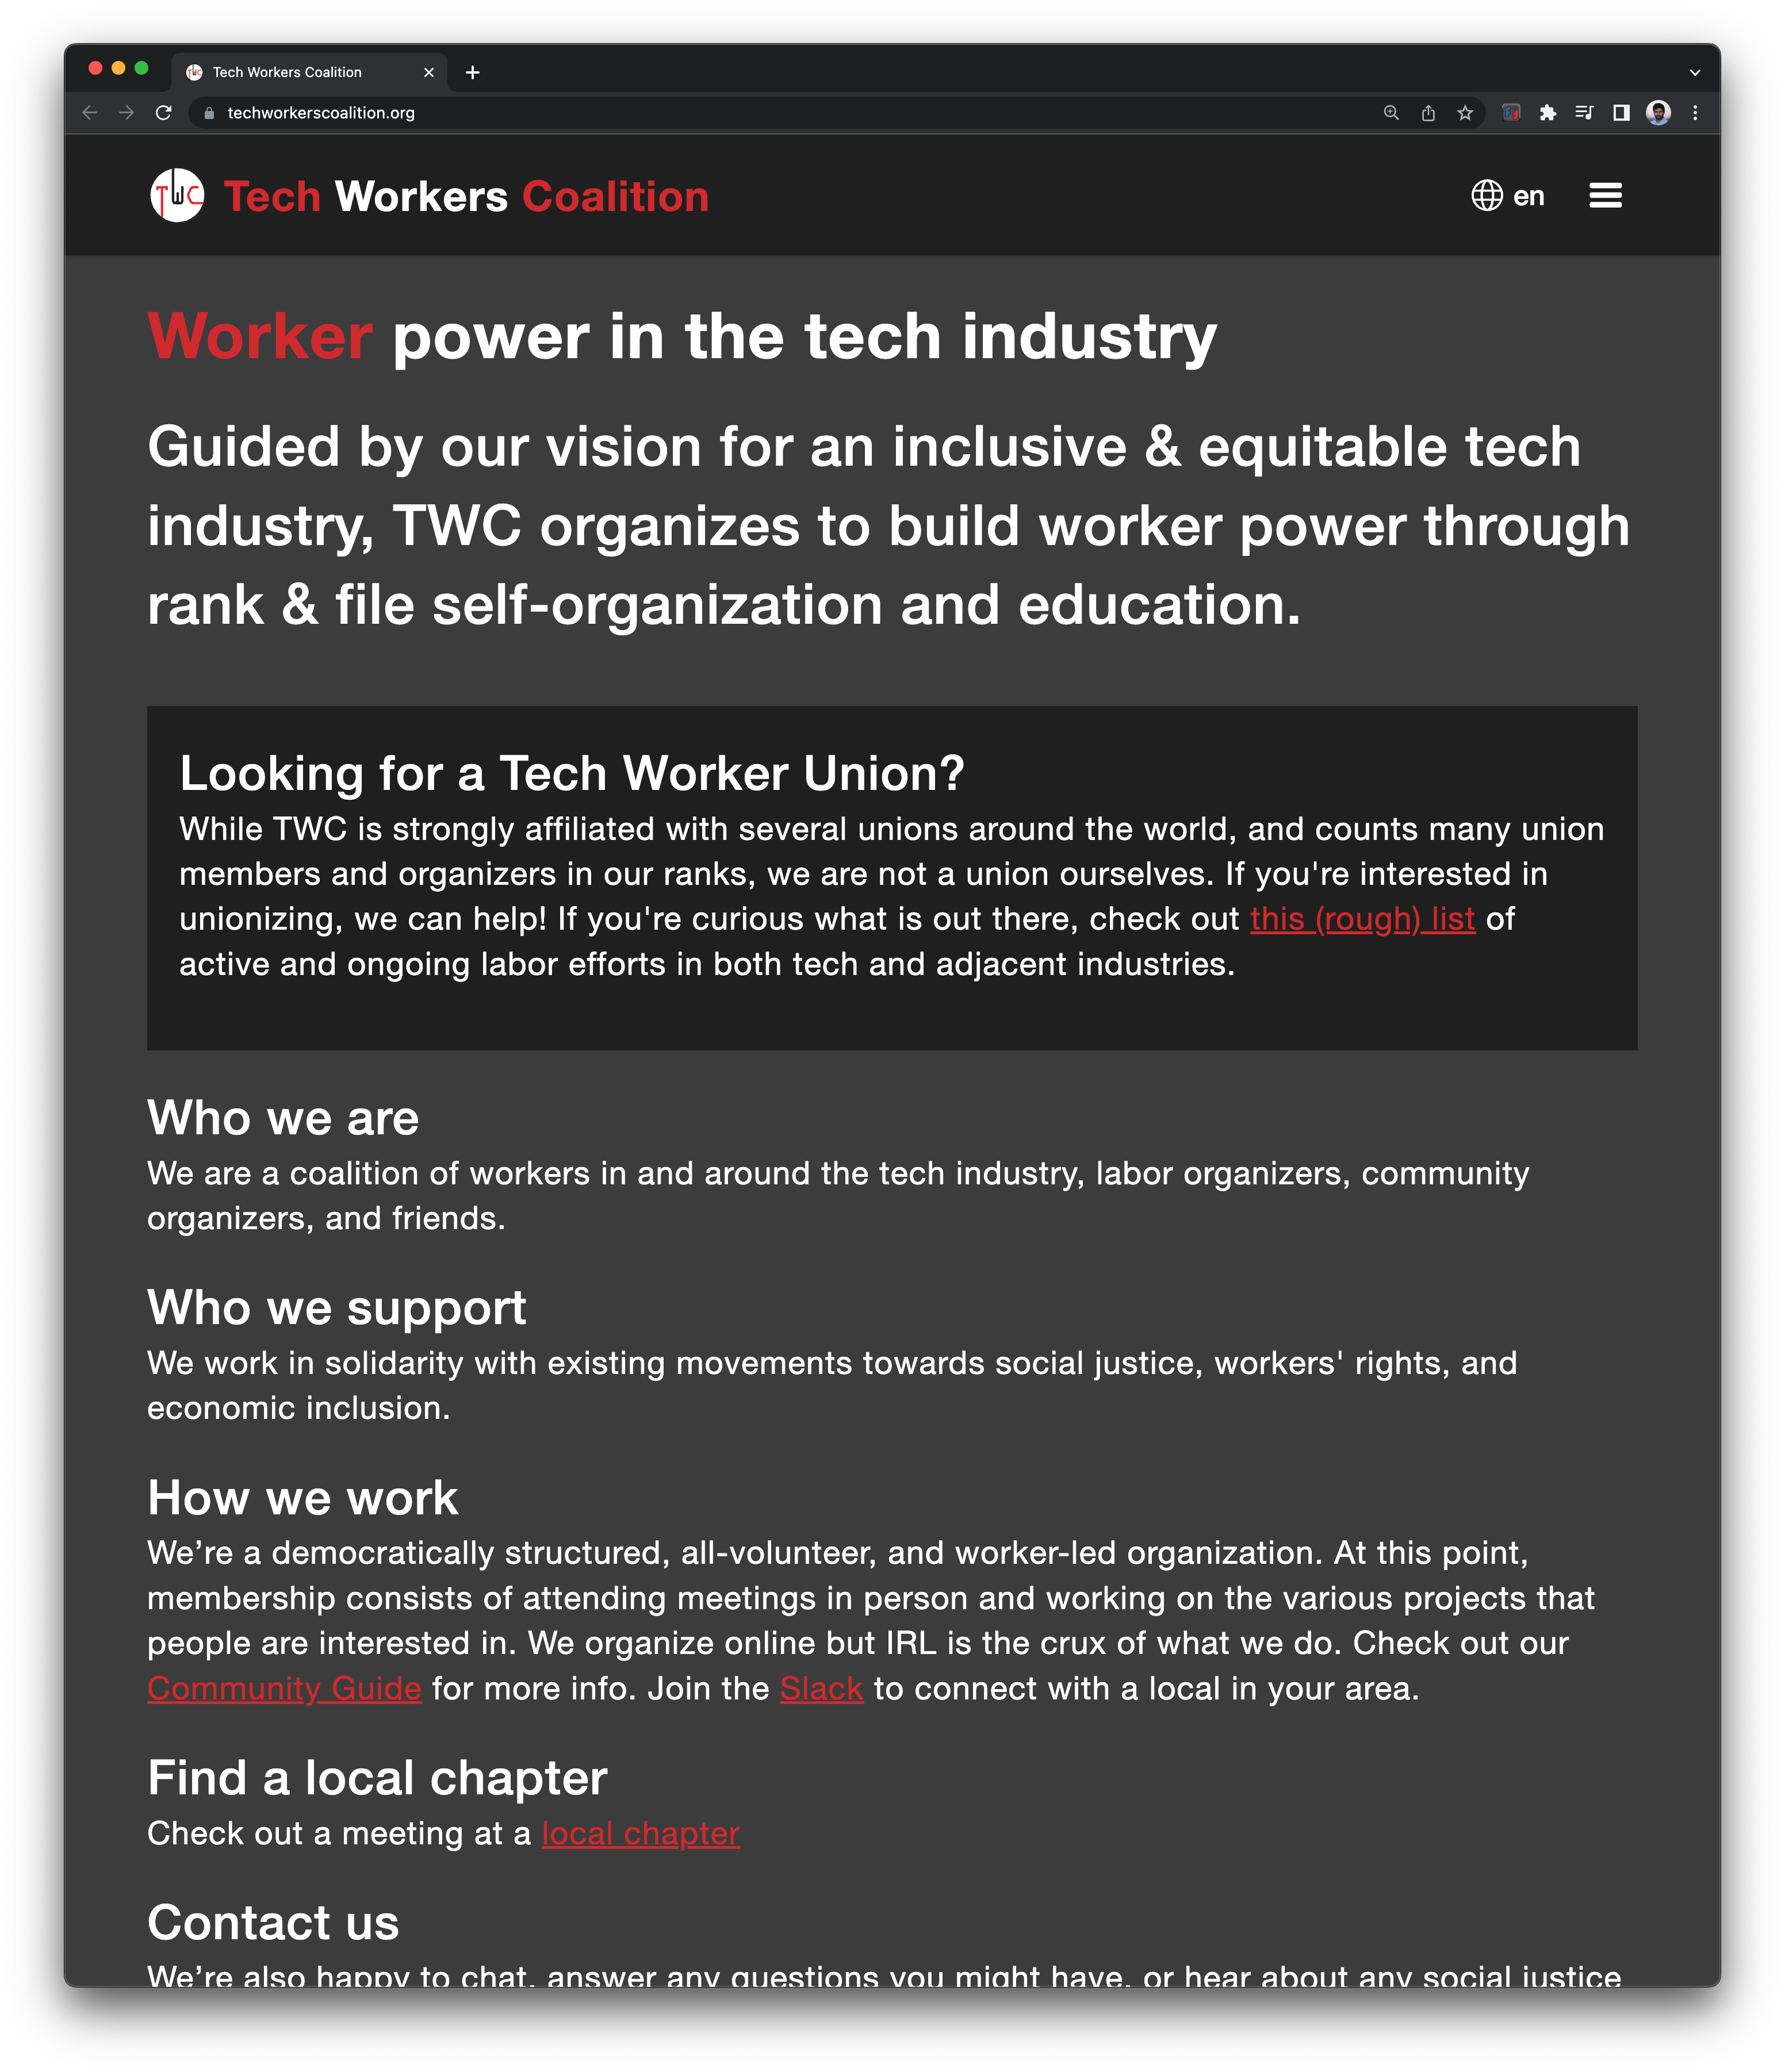 Tech Workers Coalition
techworkerscoalition.org
TWC Tech Workers Coalition
en
Worker power in the tech industry
Guided by our vision for an inclusive & equitable tech
industry, TWC organizes to build worker power through
rank & file self-organization and education.
Looking for a Tech Worker Union?
While TWC is strongly affiliated with several unions around the world, and counts many union
members and organizers in our ranks, we are not a union ourselves. If you're interested in
unionizing, we can help! If you're curious what is out there, check out this (rough) list of
active and ongoing labor efforts in both tech and adjacent industries.
Who we are
We are a coalition of workers in and around the tech industry, labor organizers, community
organizers, and friends.
Who we support
We work in solidarity with existing movements towards social justice, workers' rights, and
economic inclusion.
How we work
We’re a democratically structured, all-volunteer, and worker-led organization. At this point,
membership consists of attending meetings in person and working on the various projects that
people are interested in. We organize online but IRL is the crux of what we do. Check out our
Community Guide for more info. Join the Slack to connect with a local in your area.
Find a local chapter
Check out a meeting at a local chapter
Contact us
We’re also happy to chat, answer any questions you might have, or hear about any social justice